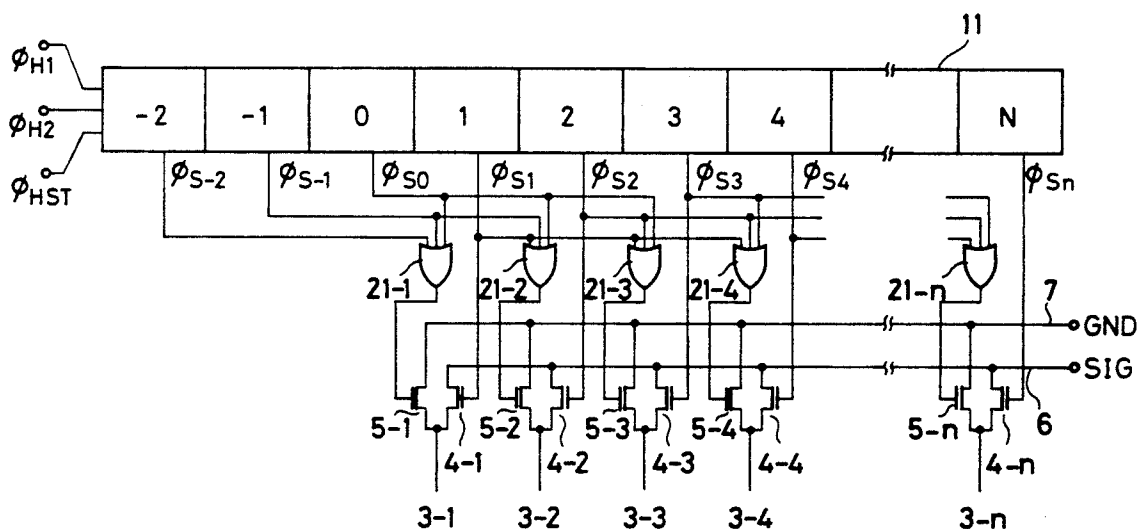 11
φH1
φH2
φHST
-2 -1 0 1 2 3 4 N
φS-2 φS-1 φS0 φS1 φS2 φS3 φS4 φSn
21-1 21-2 21-3 21-4 21-n
7
GND
SIG
5-1 5-2 5-3 5-4 5-n 6
4-1 4-2 4-3 4-4 4-n
3-1 3-2 3-3 3-4 3-n